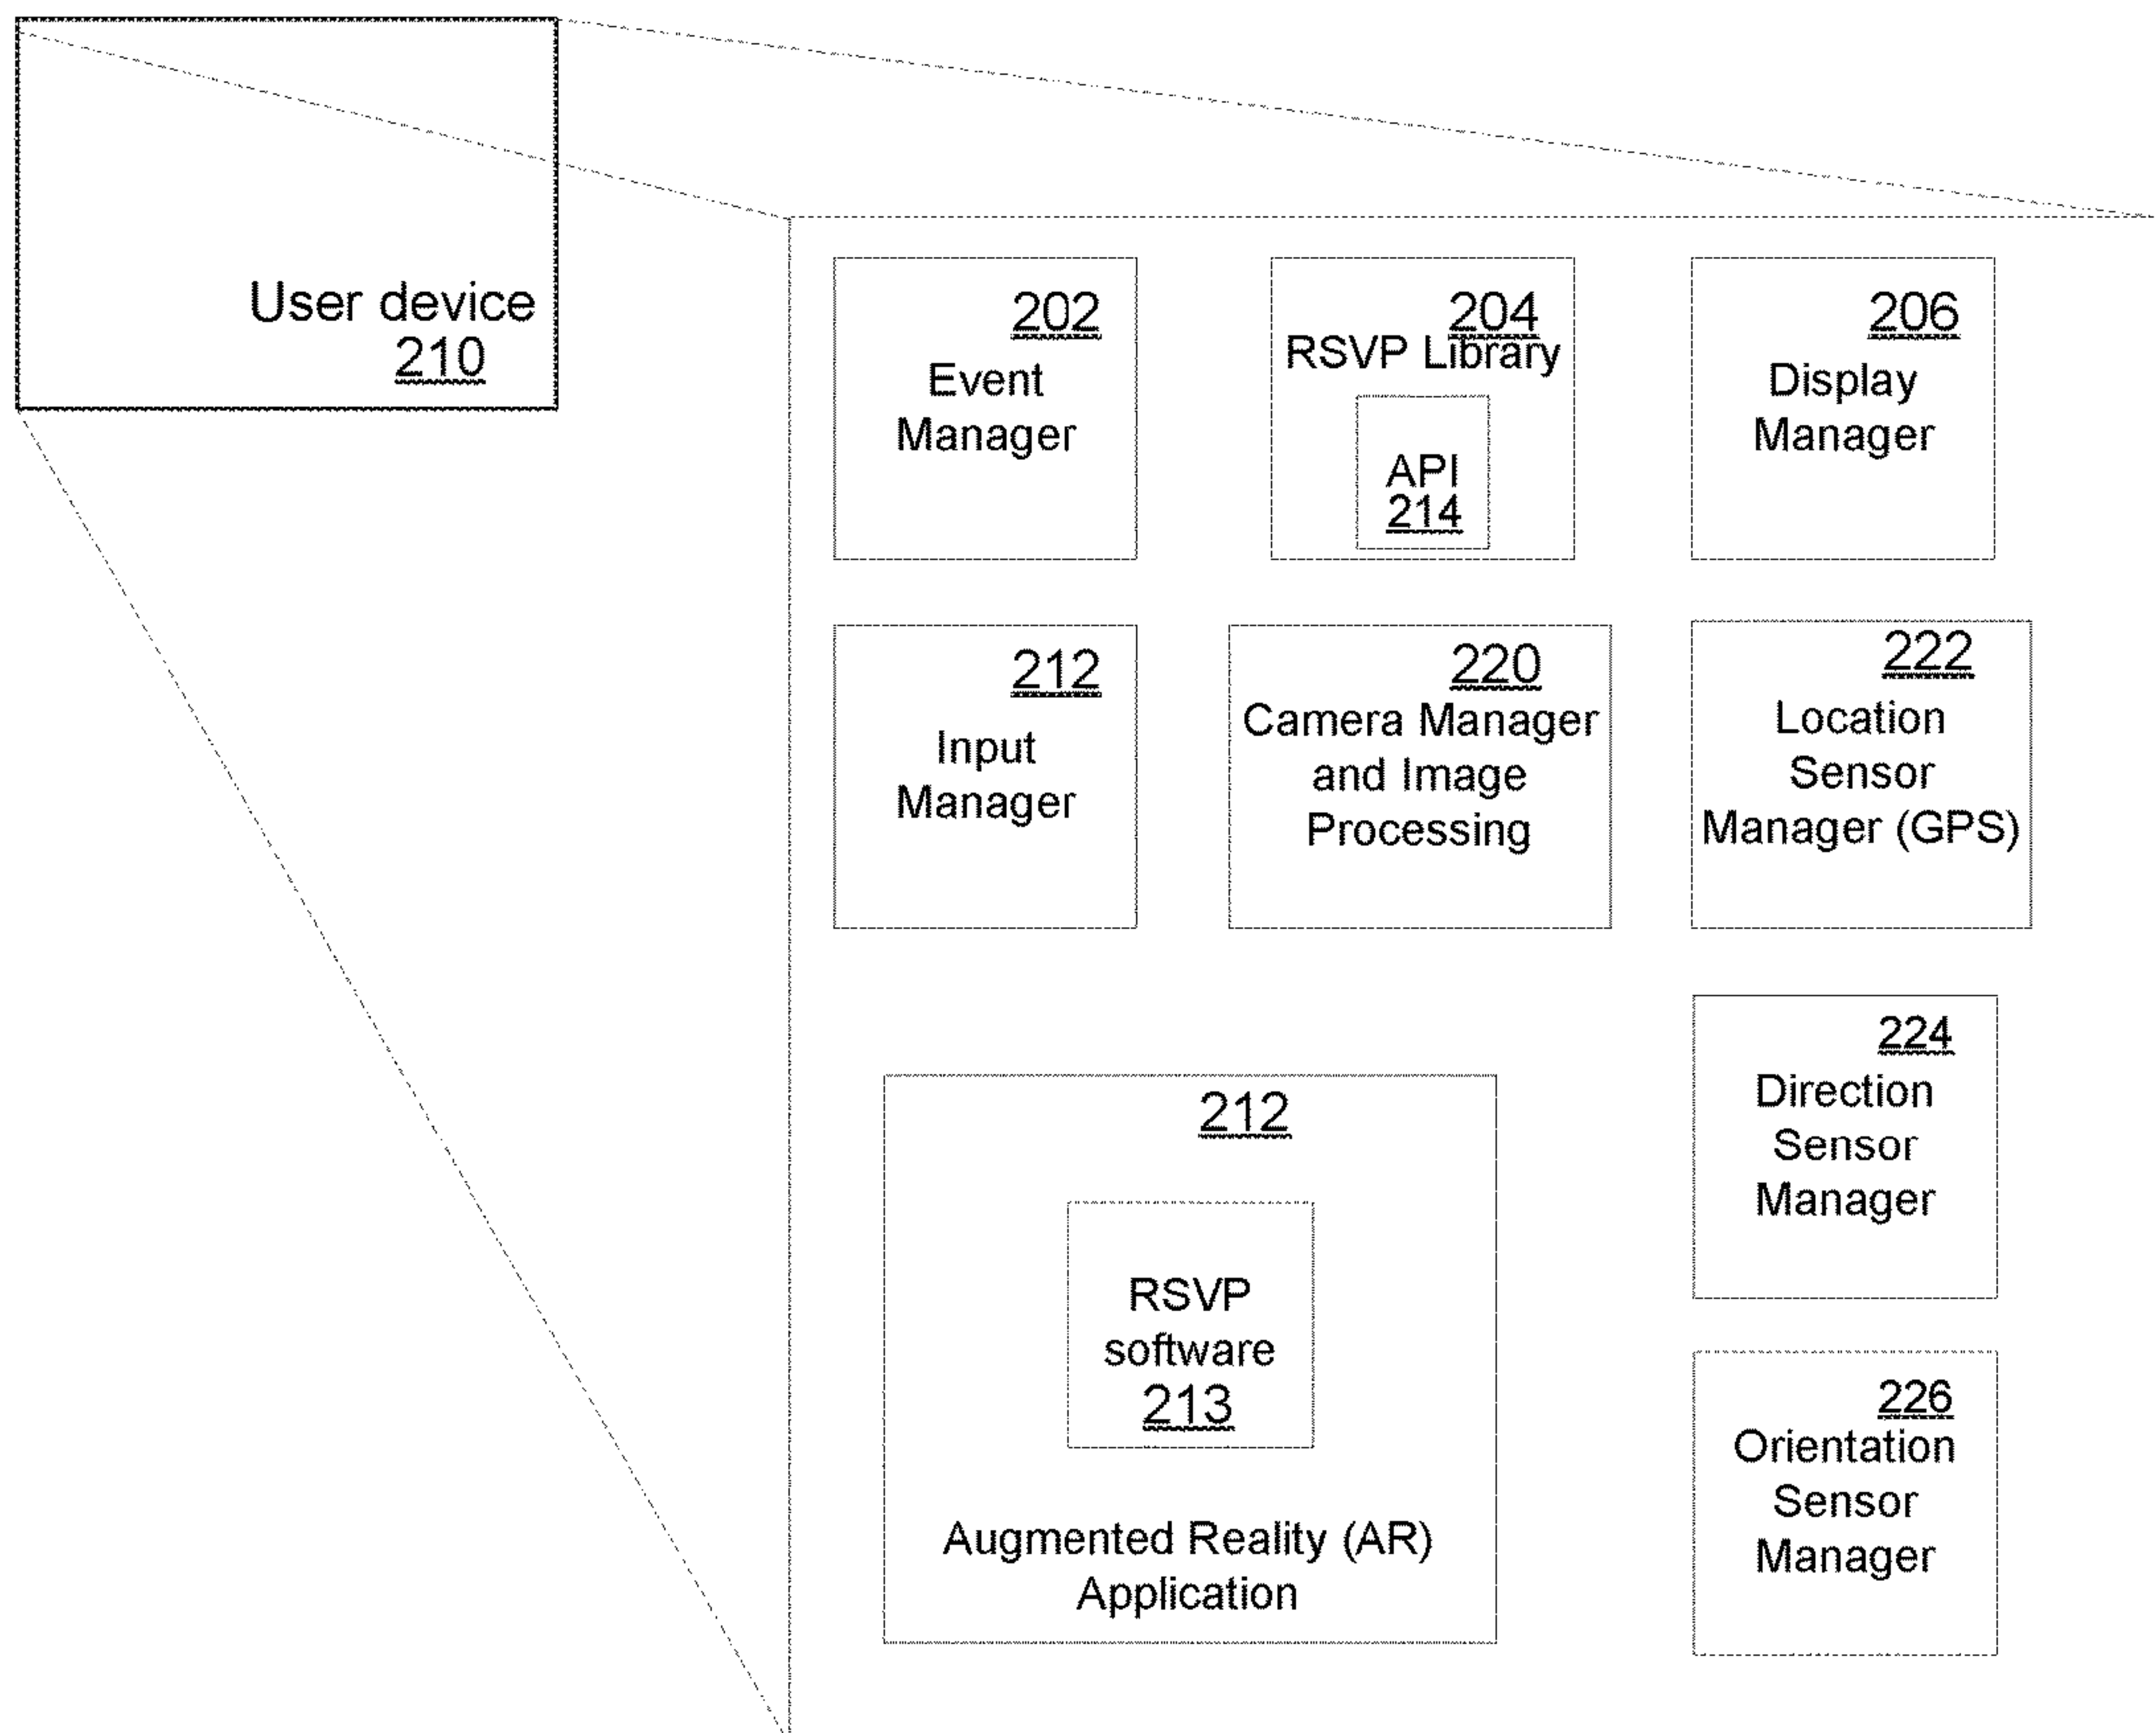 User device
210
202
Event
Manager
204
RSVP Library
API
214
206
Display
Manager
212
Input
Manager
220
Camera Manager
and Image
Processing
222
Location
Sensor
Manager (GPS)
224
Direction
Sensor
Manager
212
RSVP
software
213
Augmented Reality (AR)
Application
226
Orientation
Sensor
Manager